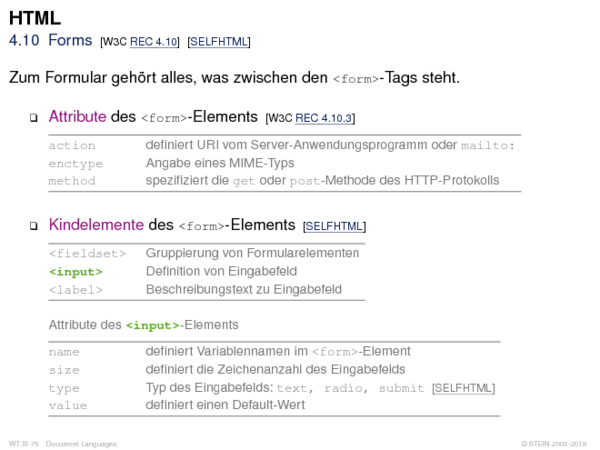 HTML
4.10 Forms [W3C REC 4.10] [SELFHTML]
Zum Formular gehört alles, was zwischen den <form>-Tags steht.
❑ Attribute des <form>-Elements [W3C REC 4.10.3]
action definiert URI vom Server-Anwendungsprogramm oder mailto:
enctype Angabe eines MIME-Typs
method spezifiziert die get oder post-Methode des HTTP-Protokolls
❑ Kindelemente des <form>-Elements [SELFHTML]
<fieldset> Gruppierung von Formularelementen
<input> Definition von Eingabefeld
<label> Beschreibungstext zu Eingabefeld
Attribute des <input>-Elements
name definiert Variablennamen im <form>-Element
size definiert die Zeichenanzahl des Eingabefelds
type Typ des Eingabefelds: text, radio, submit [SELFHTML]
value definiert einen Default-Wert
WT:III-75 Document Languages © STEIN 2005-2018